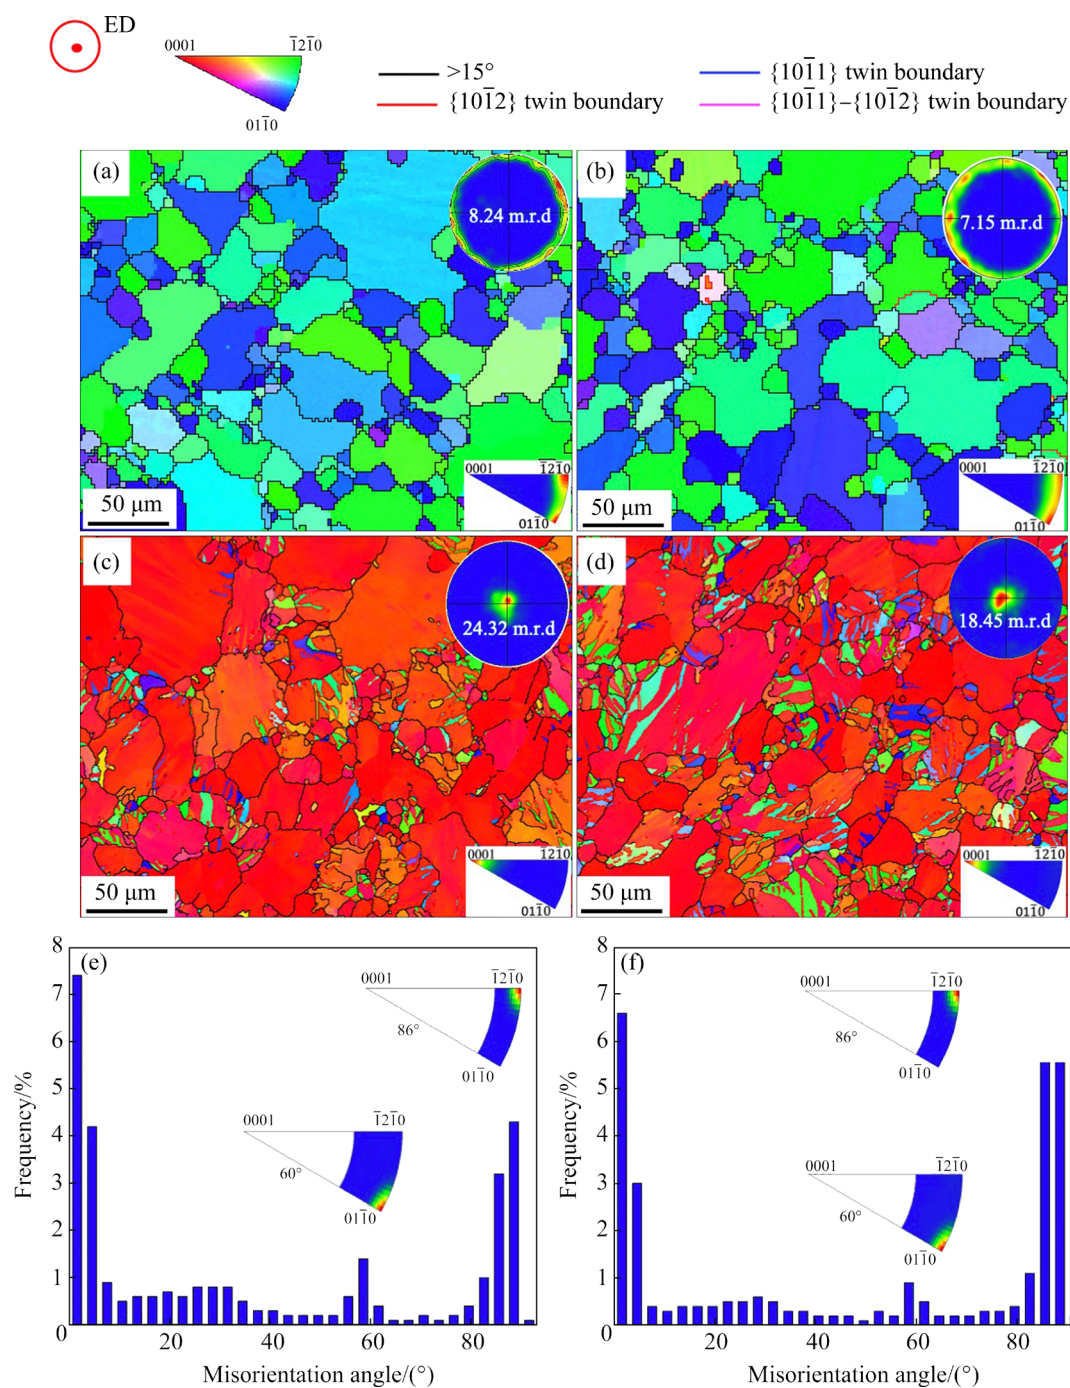 ED
0001
1̅21̅0
011̅0
>15°
{101̅2} twin boundary
{101̅1} twin boundary
{101̅1}–{101̅2} twin boundary
(a)
8.24 m.r.d
0001
1̅21̅0
011̅0
50 μm
(b)
7.15 m.r.d
0001
1̅21̅0
011̅0
50 μm
(c)
24.32 m.r.d
0001
1̅21̅0
011̅0
50 μm
(d)
18.45 m.r.d
0001
1̅21̅0
011̅0
50 μm
(e)
Frequency/%
8
7
6
5
4
3
2
1
0
20
40
60
80
Misorientation angle/(°)
0001
1̅21̅0
86°
011̅0
0001
1̅21̅0
60°
011̅0
(f)
Frequency/%
8
7
6
5
4
3
2
1
0
20
40
60
80
Misorientation angle/(°)
0001
1̅21̅0
86°
011̅0
0001
1̅21̅0
60°
011̅0